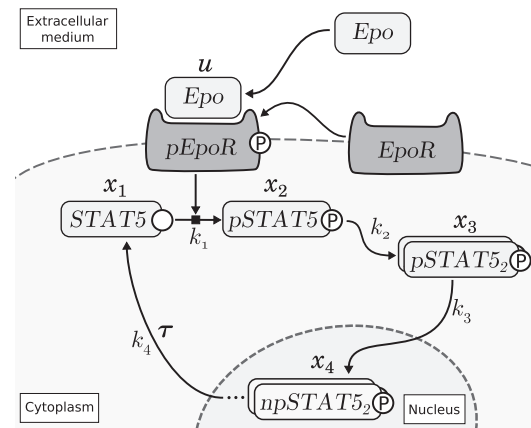 Extracellular
medium
Epo
u
Epo
pEpoR
P
EpoR
x₁
x₂
STAT5
pSTAT5
P
k₁
k₂
x₃
pSTAT5₂
P
k₃
τ
k₄
x₄
...
npSTAT5₂
P
Cytoplasm
Nucleus